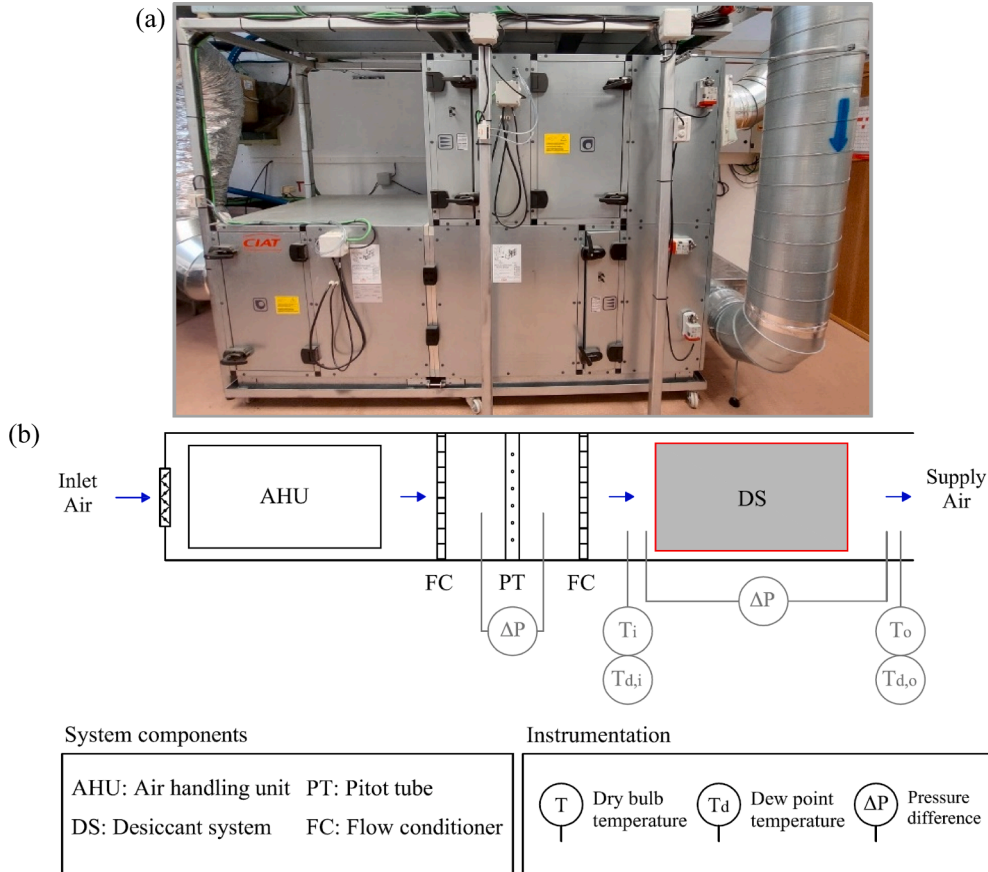 (a)
CIAT
(b)
Inlet
Air
AHU
DS
Supply
Air
FC
PT
FC
ΔP
ΔP
Ti
Td,i
To
Td,o
System components
AHU: Air handling unit PT: Pitot tube
DS: Desiccant system FC: Flow conditioner
Instrumentation
T
Dry bulb
temperature
Td
Dew point
temperature
ΔP
Pressure
difference